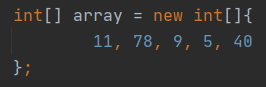 int[] array = new int[]{
11, 78, 9, 5, 40
};